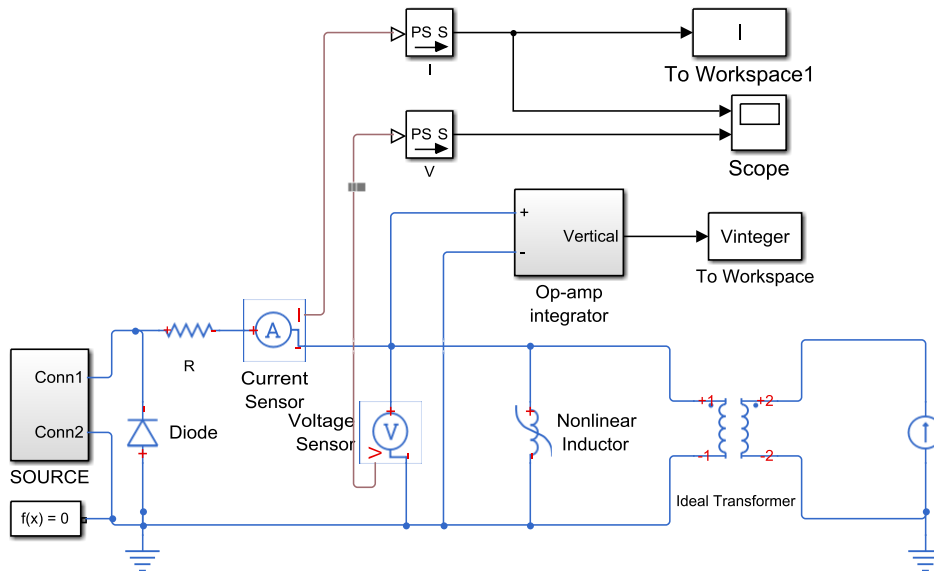 PS S
I
I
To Workspace1
PS S
V
Scope
+
-
Vertical
Op-amp
integrator
Vinteger
To Workspace
+
-
R
+
A
I
-
Current
Sensor
Conn1
Conn2
SOURCE
-
+
Diode
Voltage
Sensor
+
V
V
-
+
-
Nonlinear
Inductor
+1
+2
-1
-2
Ideal Transformer
f(x) = 0